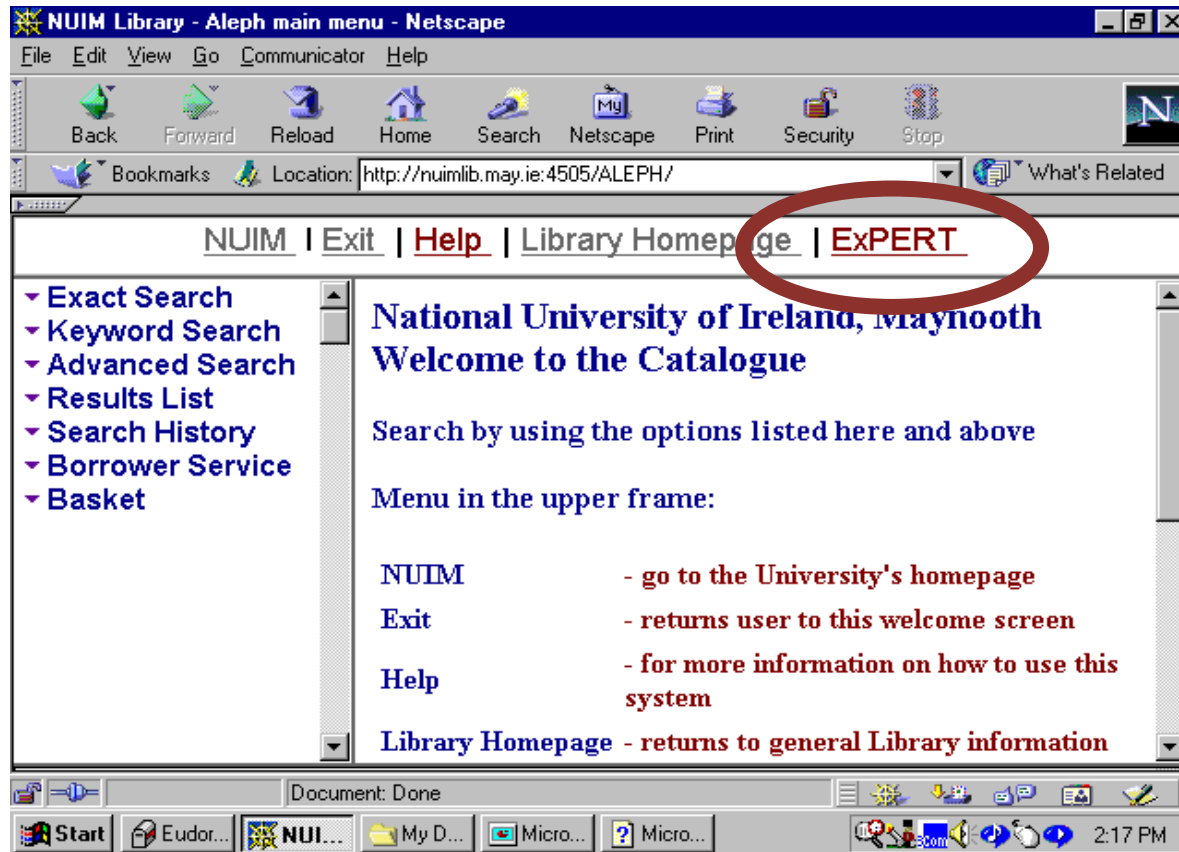 NUIM Library - Aleph main menu - Netscape
File Edit View Go Communicator Help
My
N
Back Forward Reload Home Search Netscape Print Security Stop
Bookmarks Location: http://nuimlib.may.ie:4505/ALEPH/ What's Related
NUIM | Exit | Help | Library Homepage | ExPERT
Exact Search
Keyword Search
Advanced Search
Results List
Search History
Borrower Service
Basket
National University of Ireland, Maynooth
Welcome to the Catalogue
Search by using the options listed here and above
Menu in the upper frame:
NUIM - go to the University's homepage
Exit - returns user to this welcome screen
Help - for more information on how to use this
system
Library Homepage - returns to general Library information
Document: Done
Start Eudor... NUI... My D... Micro... Micro... 3com 2:17 PM